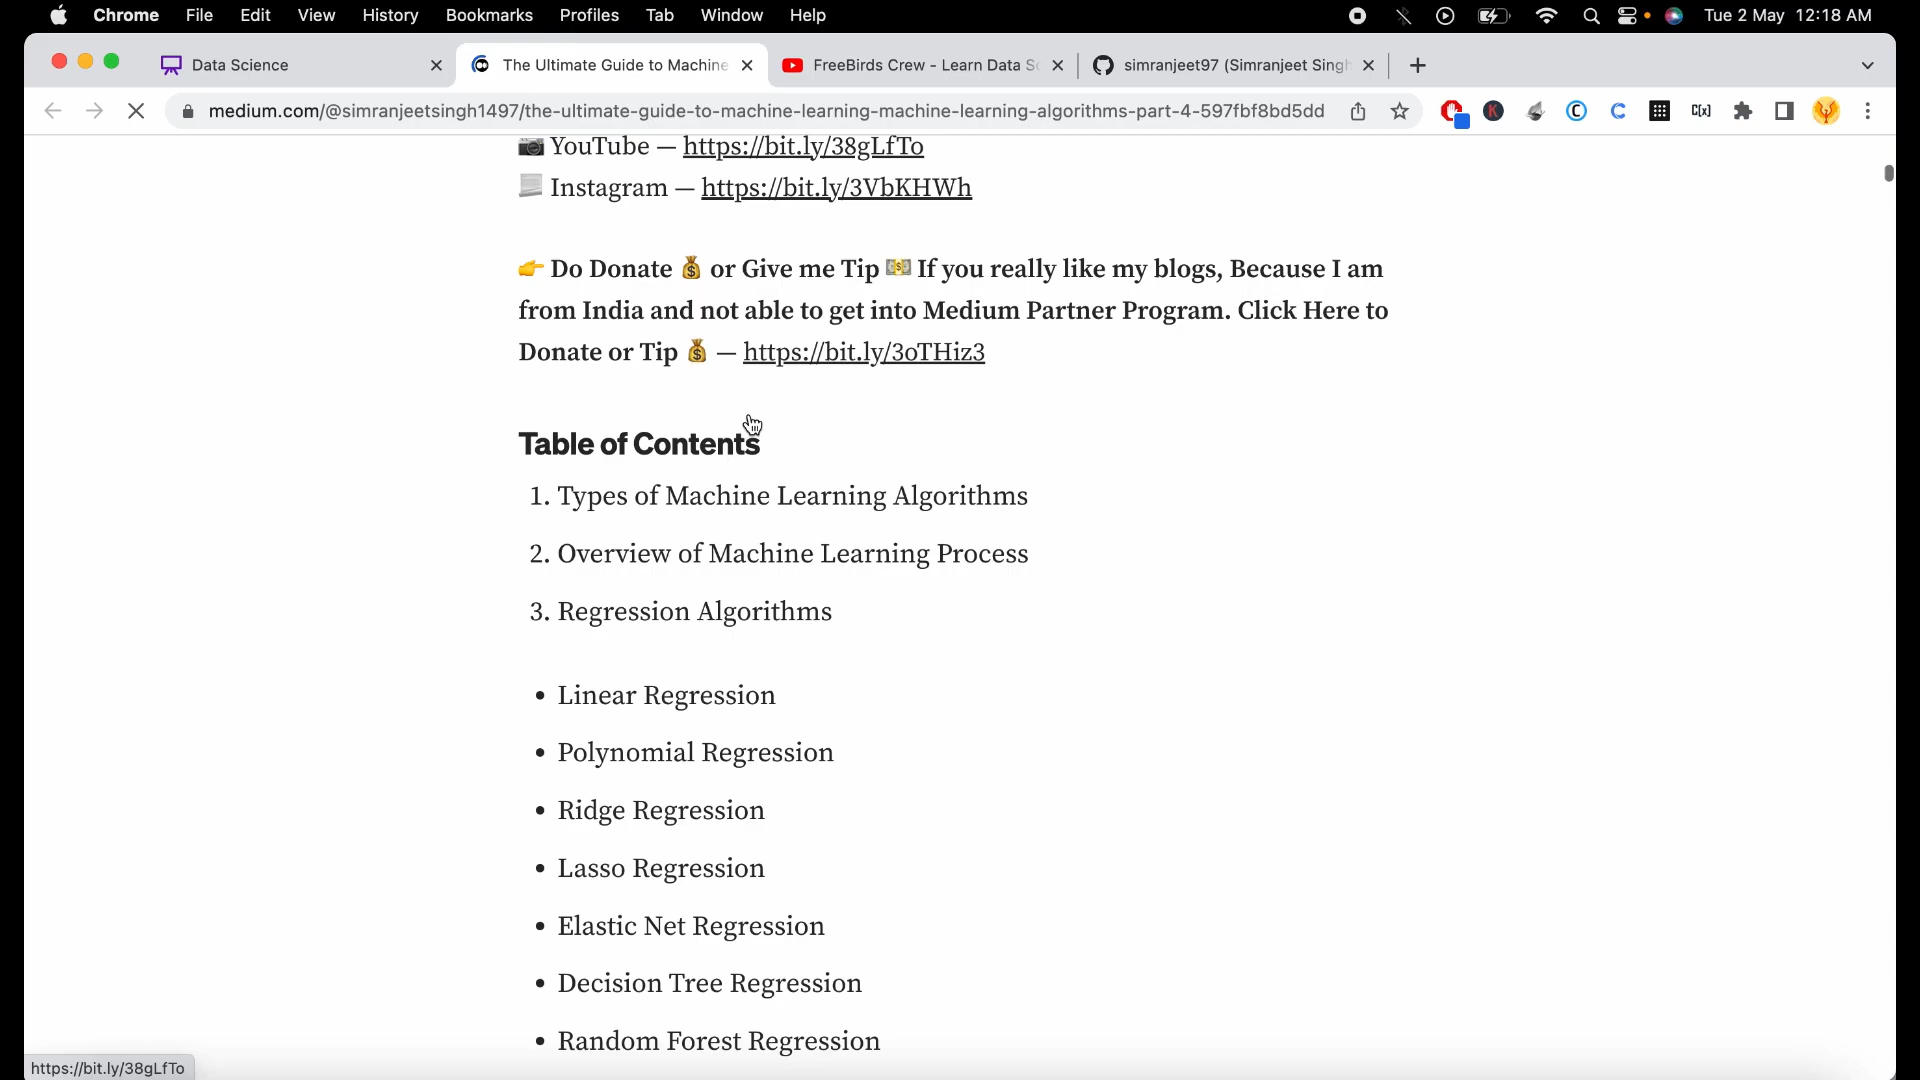 Chrome File Edit View History Bookmarks Profiles Tab Window Help Tue 2 May 12:18 AM
Data Science The Ultimate Guide to Machine FreeBirds Crew - Learn Data Sc simranjeet97 (Simranjeet Singh
medium.com/@simranjeetsingh1497/the-ultimate-guide-to-machine-learning-machine-learning-algorithms-part-4-597fbf8bd5dd
📷 YouTube — https://bit.ly/38gLfTo
Instagram — https://bit.ly/3VbKHWh
👉 Do Donate 💰 or Give me Tip 💵 If you really like my blogs, Because I am
from India and not able to get into Medium Partner Program. Click Here to
Donate or Tip 💰 — https://bit.ly/3oTHiz3
Table of Contents
1. Types of Machine Learning Algorithms
2. Overview of Machine Learning Process
3. Regression Algorithms
• Linear Regression
• Polynomial Regression
• Ridge Regression
• Lasso Regression
• Elastic Net Regression
• Decision Tree Regression
• Random Forest Regression
https://bit.ly/38gLfTo